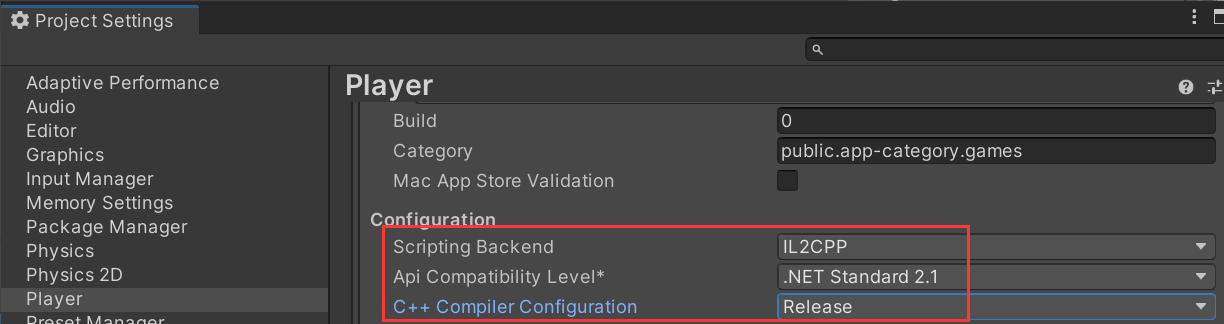 Project Settings
Player
Adaptive Performance
Audio
Editor
Graphics
Input Manager
Memory Settings
Package Manager
Physics
Physics 2D
Player
Preset Manager
Build 0
Category public.app-category.games
Mac App Store Validation
Configuration
Scripting Backend IL2CPP
Api Compatibility Level* .NET Standard 2.1
C++ Compiler Configuration Release